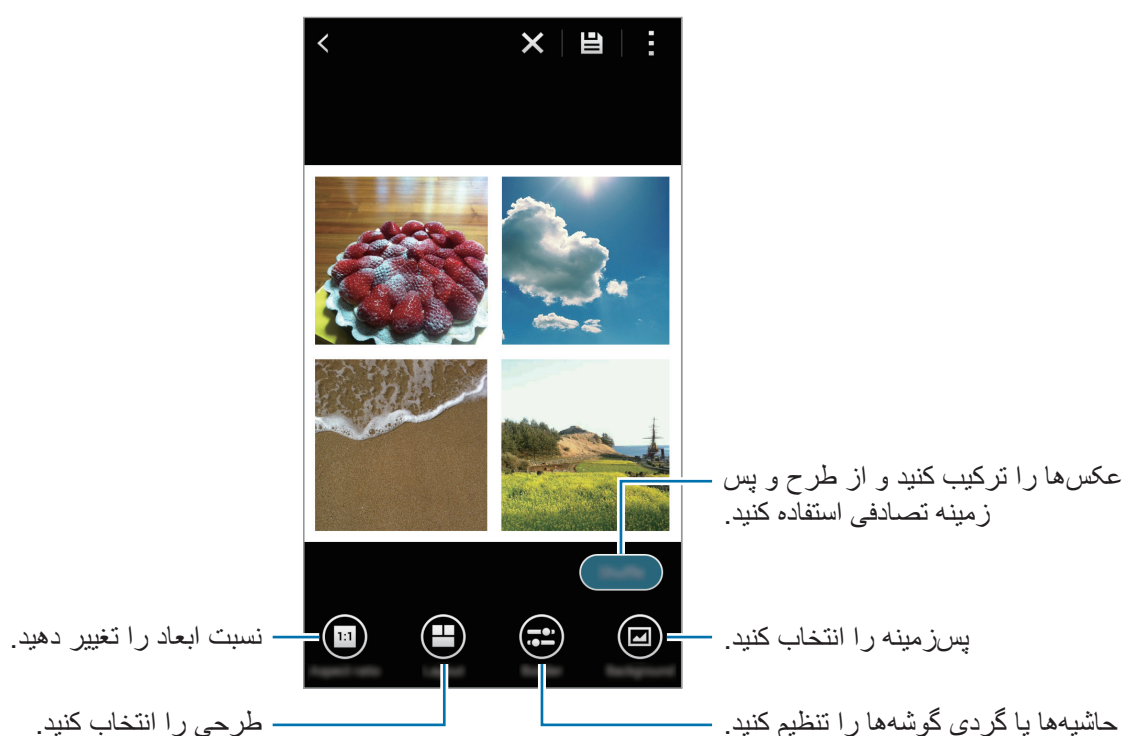 عکس‌ها را ترکیب کنید و از طرح و پس
زمینه تصادفی استفاده کنید.
پس‌زمینه را انتخاب کنید.
1:1
نسبت ابعاد را تغییر دهید.
حاشیه‌ها یا گردی گوشه‌ها را تنظیم کنید.
طرحی را انتخاب کنید.